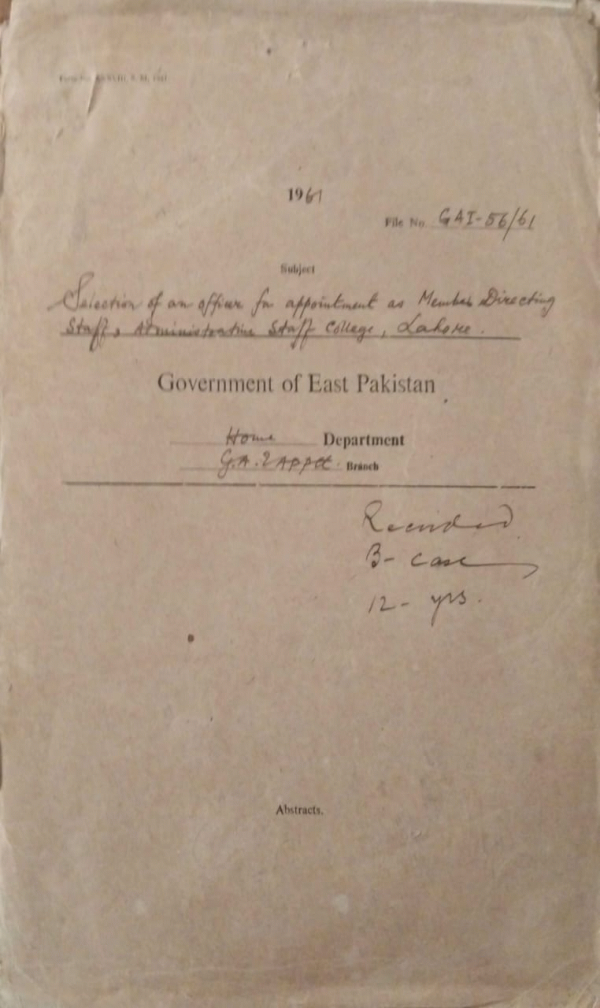 1961
File No. GAI-56/61
Subject
Selection of an officer for appointment as Member Directing
Staff, Administrative Staff College, Lahore.
Government of East Pakistan
Home Department
G.A. & APPTT. Branch
Recorded
B- case
12- yrs.
Abstracts.